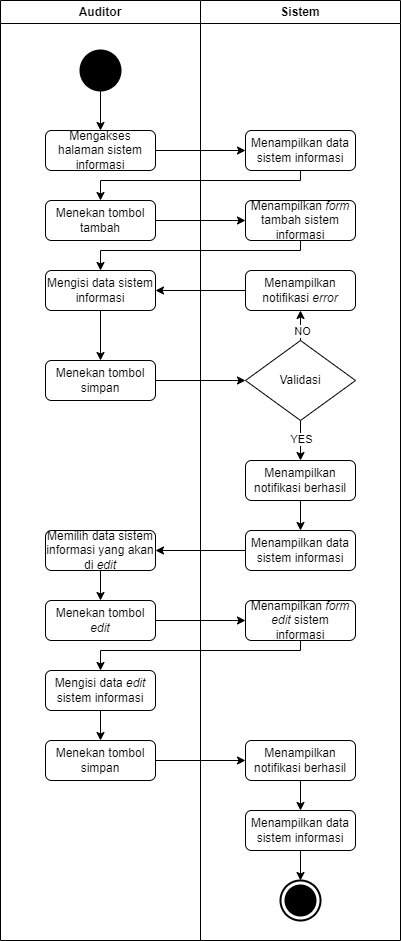 Auditor
Sistem
Mengakses
halaman sistem
informasi
Menampilkan data
sistem informasi
Menekan tombol
tambah
Menampilkan form
tambah sistem
informasi
Mengisi data sistem
informasi
Menampilkan
notifikasi error
NO
Menekan tombol
simpan
Validasi
YES
Menampilkan
notifikasi berhasil
Memilih data sistem
informasi yang akan
di edit
Menampilkan data
sistem informasi
Menekan tombol
edit
Menampilkan form
edit sistem
informasi
Mengisi data edit
sistem informasi
Menekan tombol
simpan
Menampilkan
notifikasi berhasil
Menampilkan data
sistem informasi